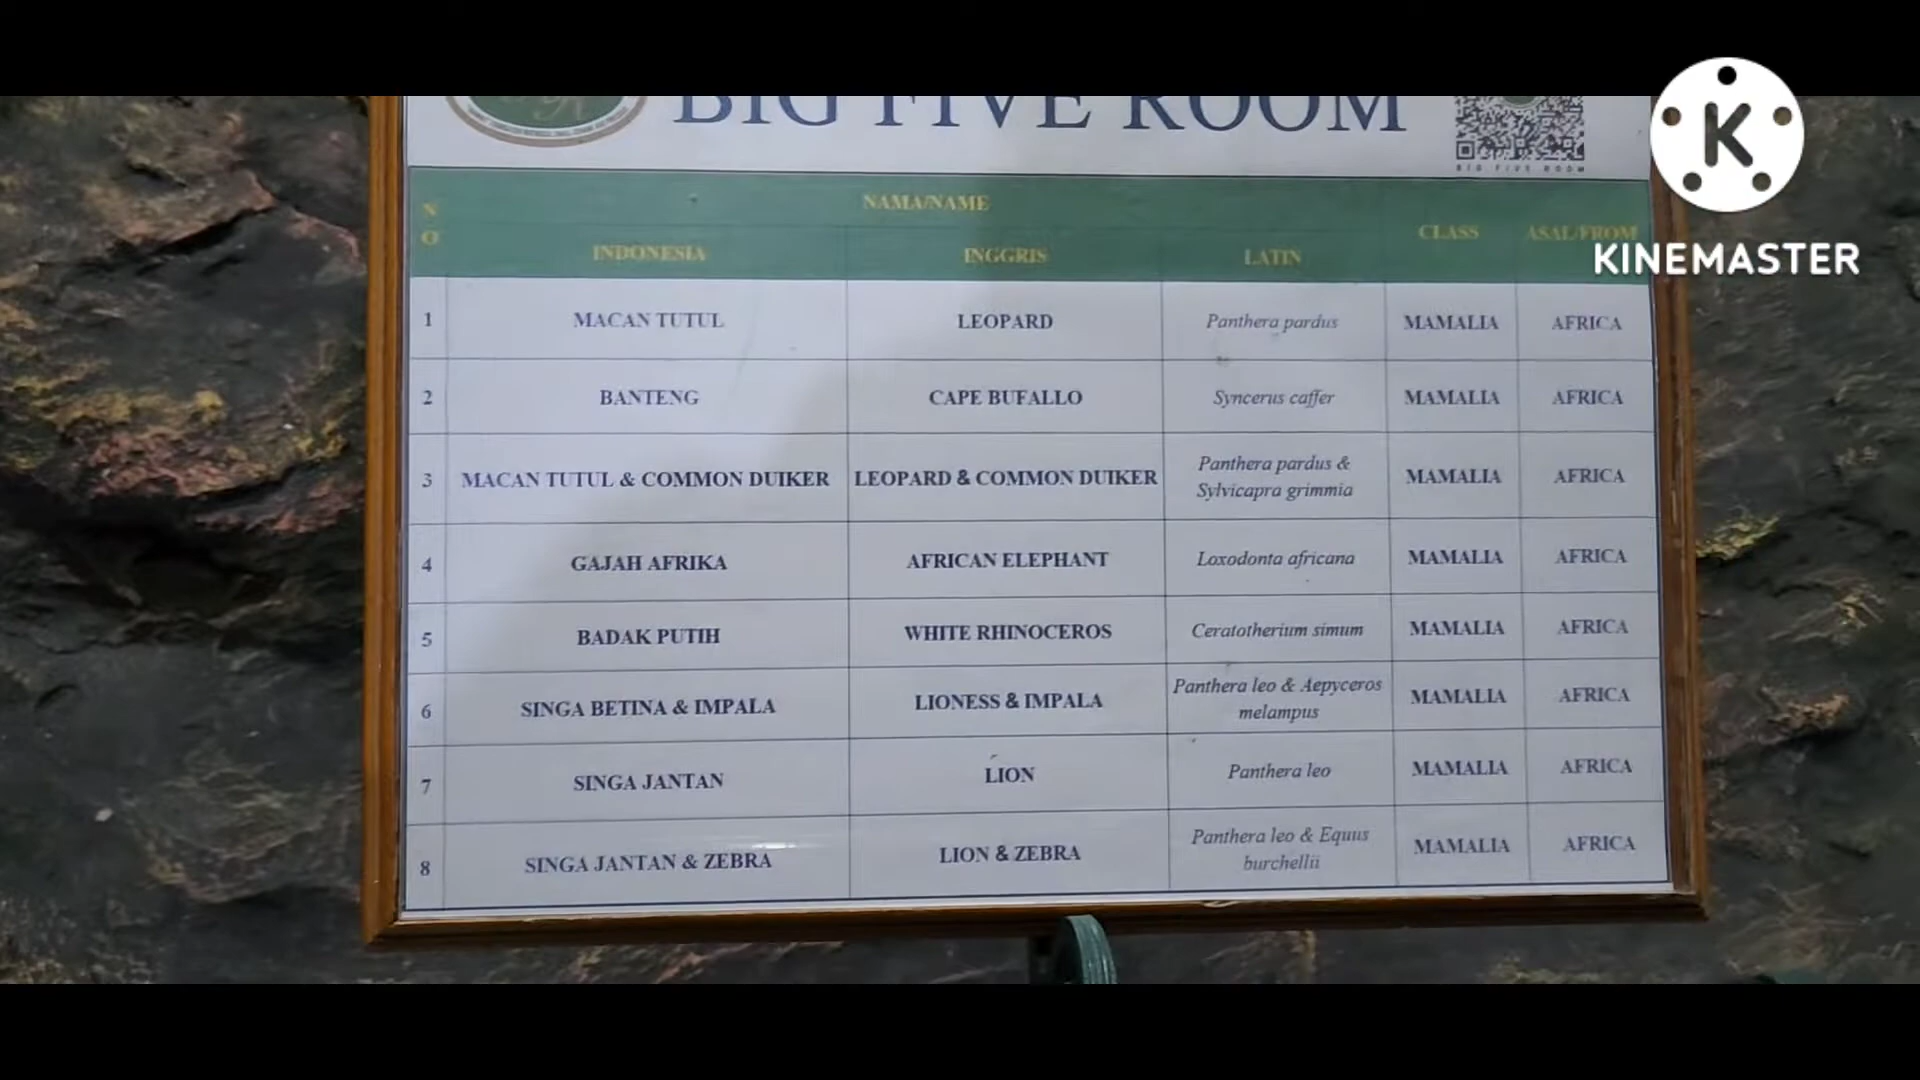 BIG FIVE ROOM
BIG FIVE ROOM
K
KINEMASTER
NO NAMA/NAME CLASS ASAL/FROM
INDONESIA INGGRIS LATIN
1 MACAN TUTUL LEOPARD Panthera pardus MAMALIA AFRICA
2 BANTENG CAPE BUFALLO Syncerus caffer MAMALIA AFRICA
3 MACAN TUTUL & COMMON DUIKER LEOPARD & COMMON DUIKER Panthera pardus & MAMALIA AFRICA
Sylvicapra grimmia
4 GAJAH AFRIKA AFRICAN ELEPHANT Loxodonta africana MAMALIA AFRICA
5 BADAK PUTIH WHITE RHINOCEROS Ceratotherium simum MAMALIA AFRICA
6 SINGA BETINA & IMPALA LIONESS & IMPALA Panthera leo & Aepyceros MAMALIA AFRICA
melampus
7 SINGA JANTAN LION Panthera leo MAMALIA AFRICA
8 SINGA JANTAN & ZEBRA LION & ZEBRA Panthera leo & Equus MAMALIA AFRICA
burchellii